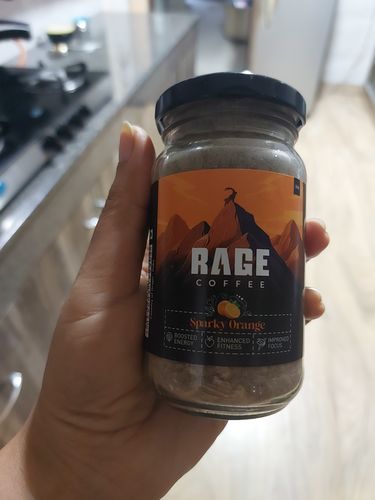 RAGE
COFFEE
Sparky Orange
BOOSTED ENERGY
ENHANCED FITNESS
IMPROVED FOCUS